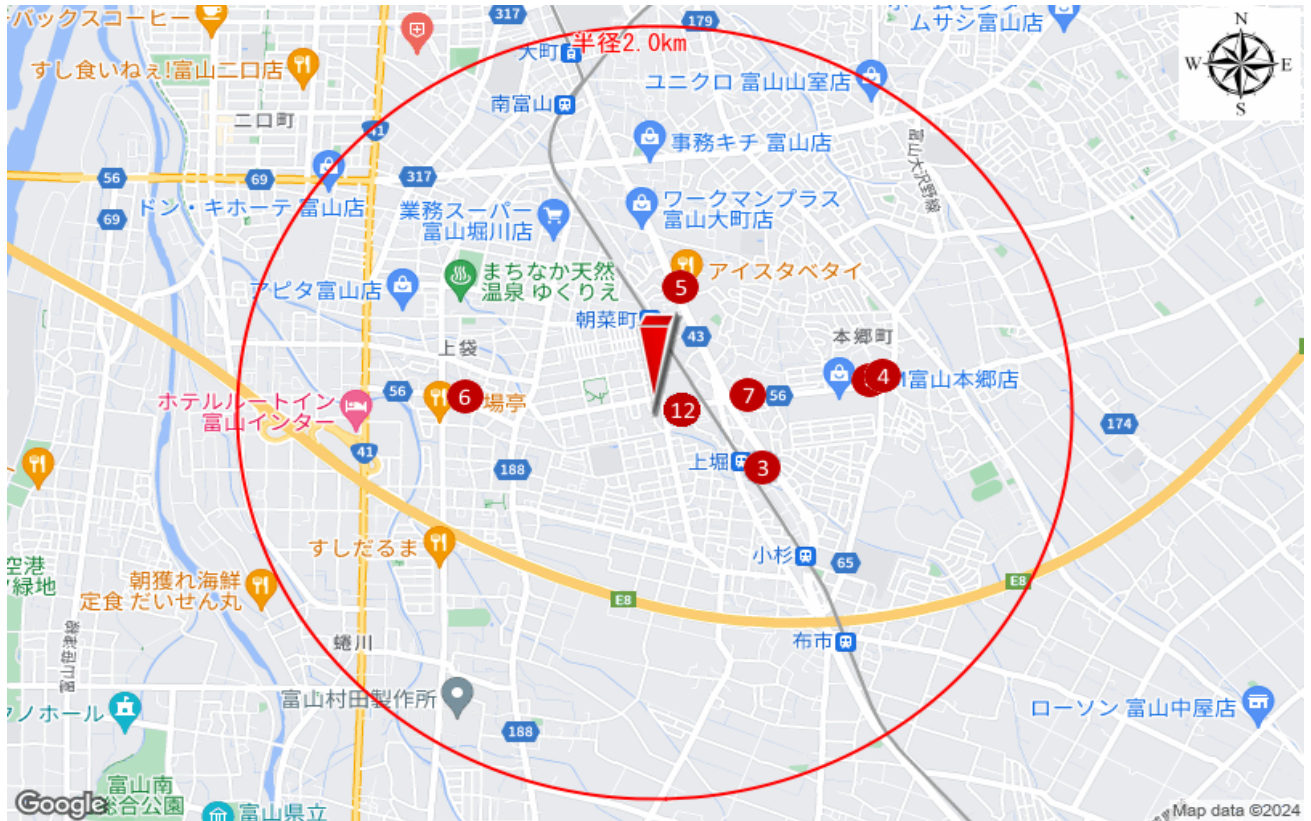 バックスコーヒー
317
179
ムサシ富山店
N
W
E
S
半径2.0km
大町
すし食いねぇ!富山二口店
南富山
ユニクロ 富山山室店
二口町
41
事務キチ 富山店
富山大沢野線
56
69
317
ドン・キホーテ 富山店
69
業務スーパー
富山堀川店
ワークマンプラス
富山大町店
アピタ富山店
まちなか天然
温泉 ゆくりえ
アイスタベタイ
5
朝菜町
43
本郷町
上袋
4
富山本郷店
ホテルルートイン
富山インター
56
6
場亭
7
56
12
174
41
188
上堀
3
すしだるま
小杉
65
空港
緑地
朝獲れ海鮮
定食 だいせん丸
E8
E8
布市
蜷川
富山村田製作所
ローソン 富山中屋店
ノホール
188
富山南
総合公園
Google
富山県立
Map data ©2024